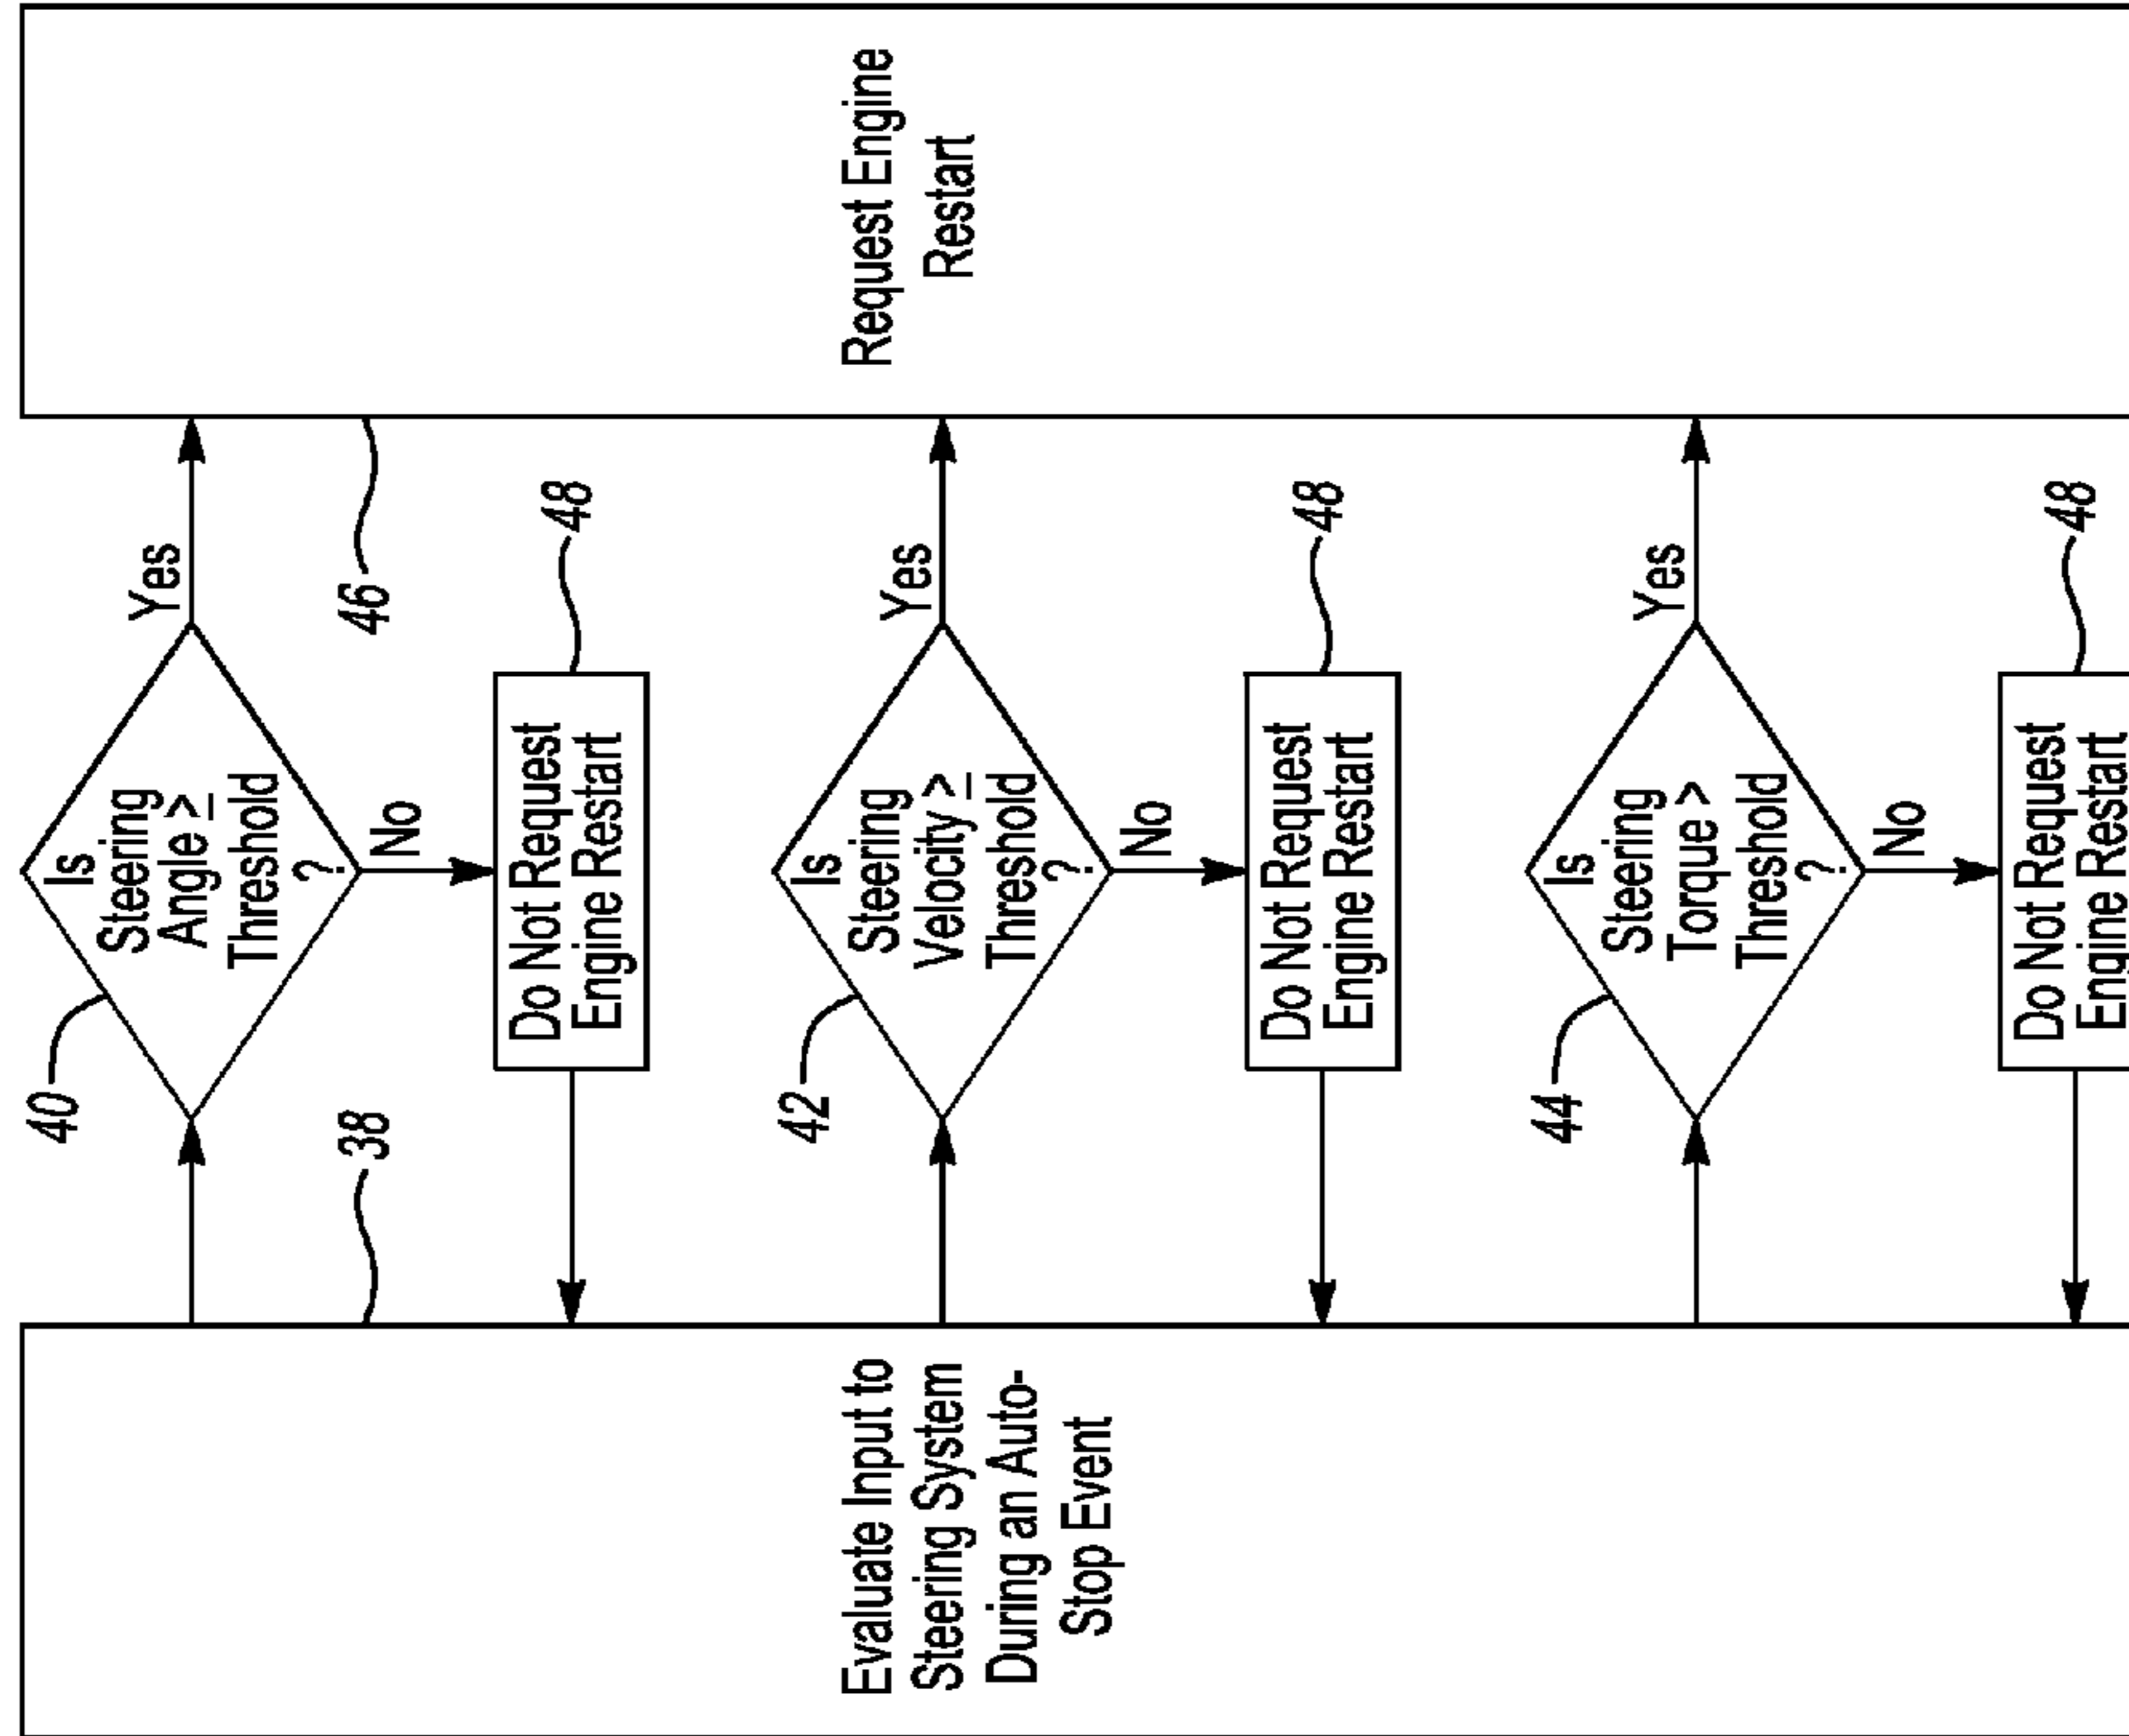 Evaluate Input to
Steering System
During an Auto-
Stop Event
38
40
Is
Steering
Angle ≥
Threshold
?
Yes
No
46
Do Not Request
Engine Restart
48
42
Is
Steering
Velocity ≥
Threshold
?
Yes
No
Do Not Request
Engine Restart
48
44
Is
Steering
Torque >
Threshold
?
Yes
No
Do Not Request
Engine Restart
48
Request Engine
Restart